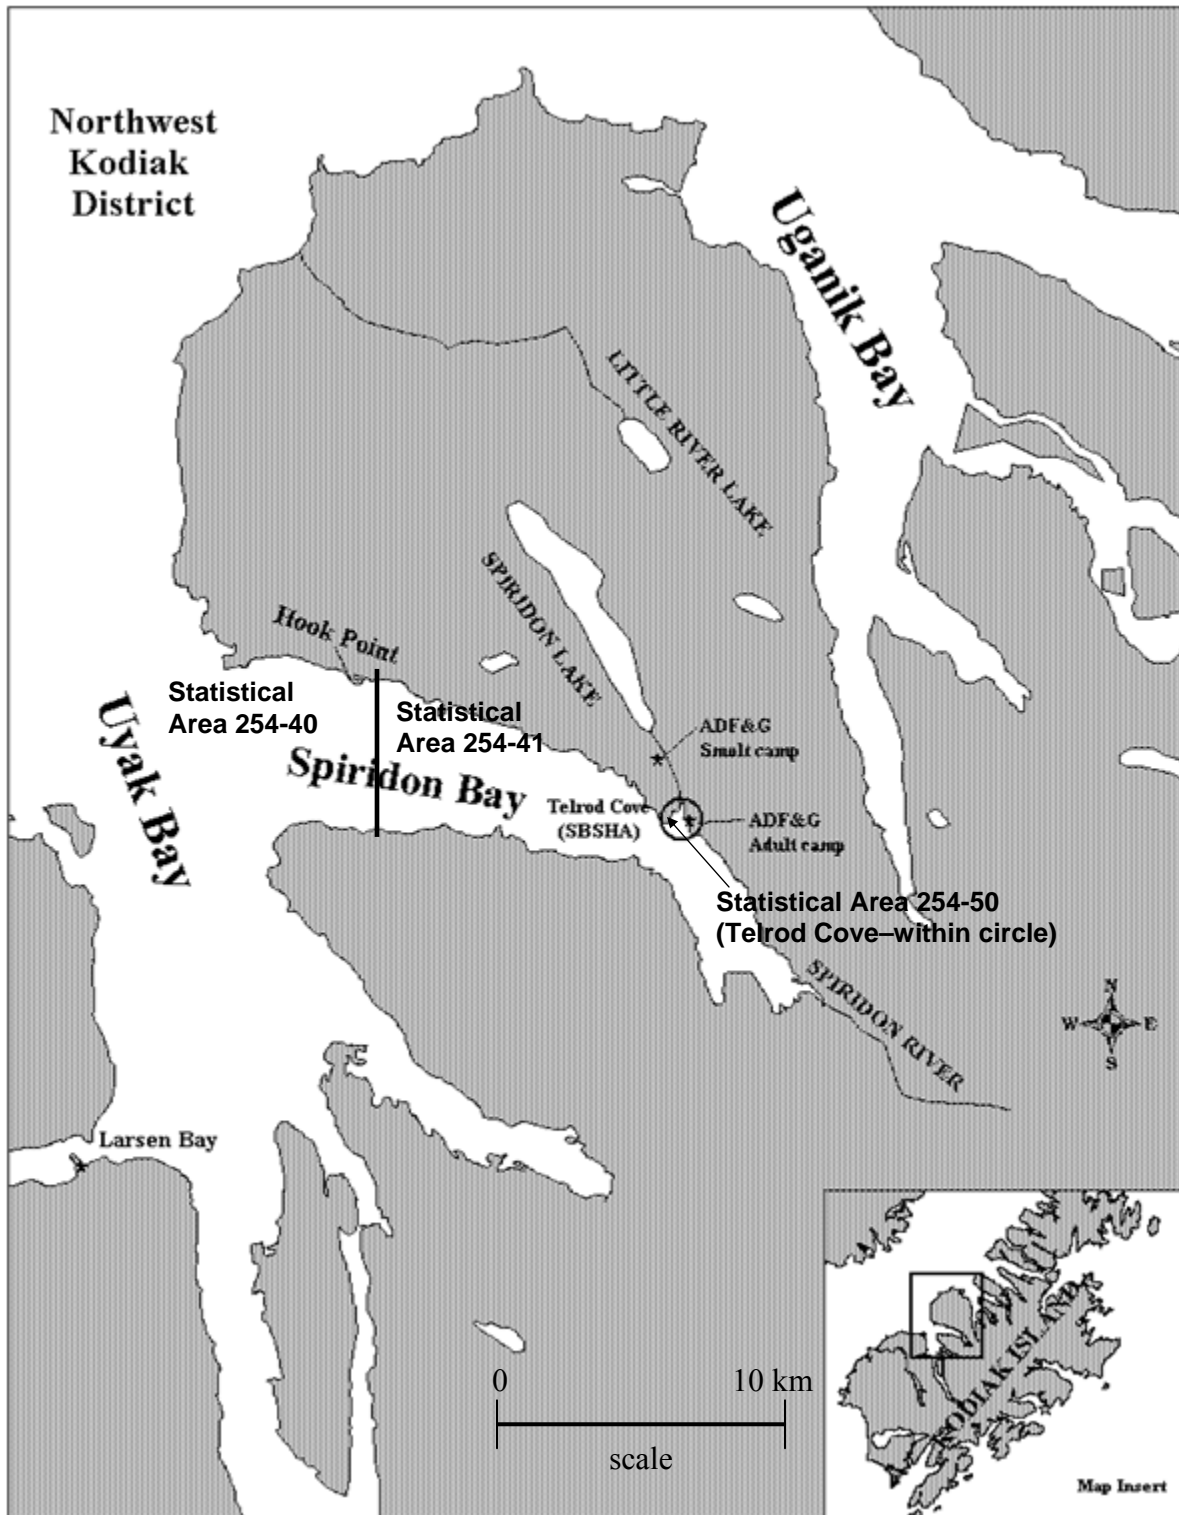 Northwest
Kodiak
District
Uganik Bay
LITTLE RIVER LAKE
SPIRIDON LAKE
Hook Point
Statistical
Area 254-40
Statistical
Area 254-41
Uyak Bay
Spiridon Bay
ADF&G
Smolt camp
Telrod Cove
(SBSHA)
ADF&G
Adult camp
Statistical Area 254-50
(Telrod Cove–within circle)
SPIRIDON RIVER
N
W E
S
Larsen Bay
KODIAK ISLAND
0 10 km
scale
Map Insert